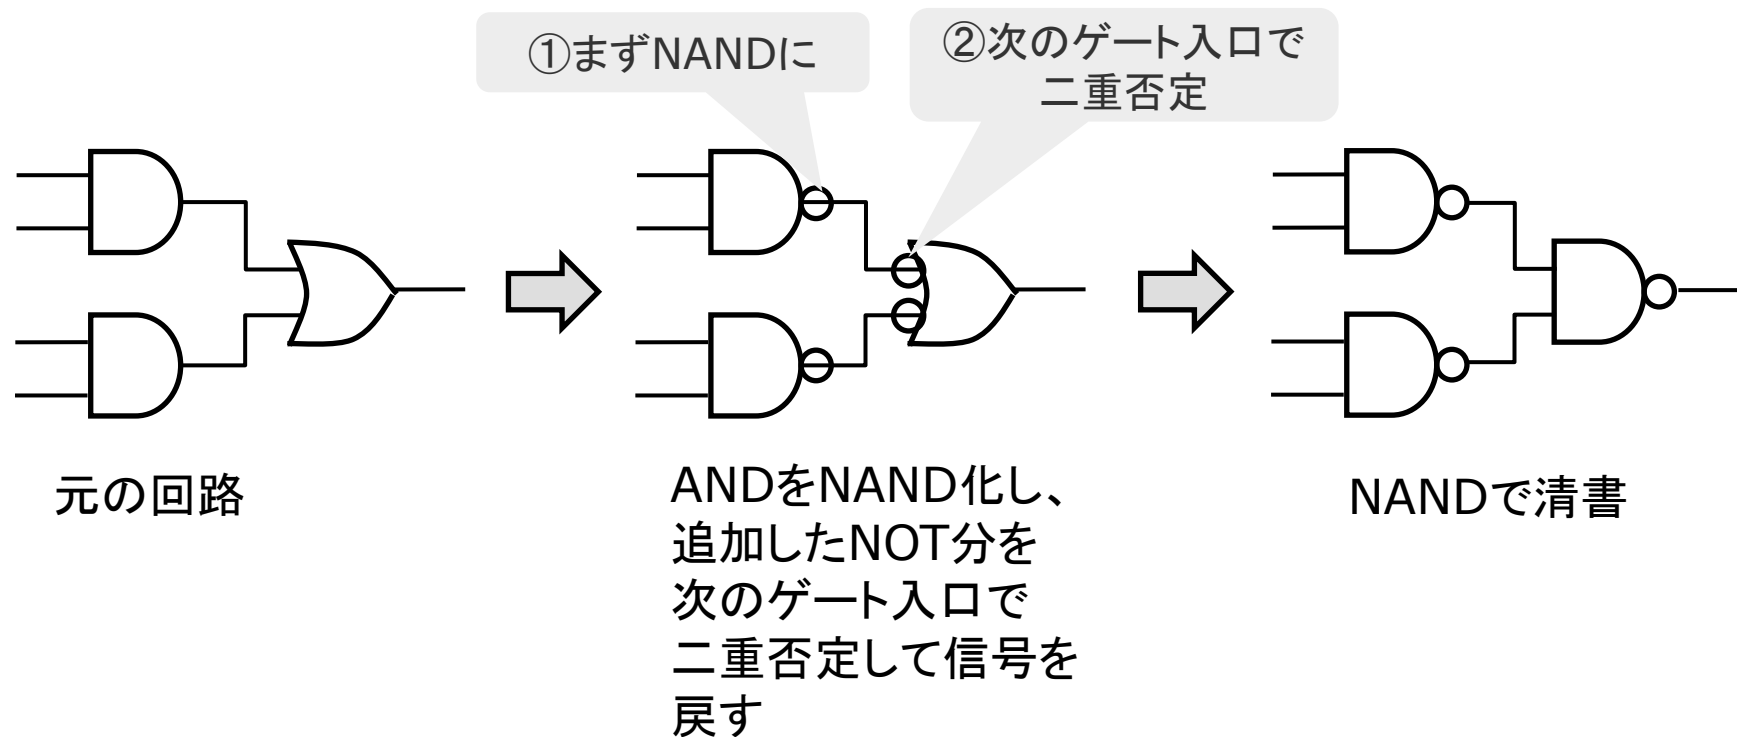 ①まずNANDに
②次のゲート入口で
二重否定
元の回路
ANDをNAND化し、
追加したNOT分を
次のゲート入口で
二重否定して信号を
戻す
NANDで清書